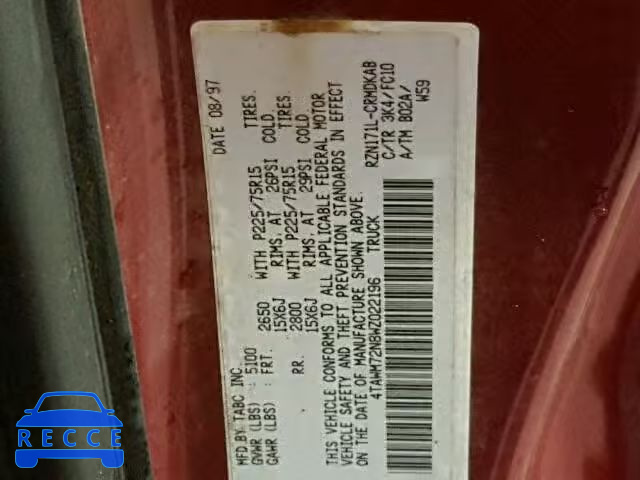 MFD.BY TABC INC. DATE 08/97
GVWR (LBS) : 5100
GAWR (LBS) : FRT. 2650 WITH P225/75R15 TIRES.
15X6J RIMS. AT 26PSI COLD
RR. 2800 WITH P225/75R15 TIRES.
15X6J RIMS. AT 29PSI COLD
THIS VEHICLE CONFORMS TO ALL APPLICABLE FEDERAL MOTOR
VEHICLE SAFETY AND THEFT PREVENTION STANDARDS IN EFFECT
ON THE DATE OF MANUFACTURE SHOWN ABOVE.
4TAWM72N8WZ022196 TRUCK
RZN171L-CRMDKAB
C/TR 3K4/FC10
A/TM B02A/
W59
RECCE